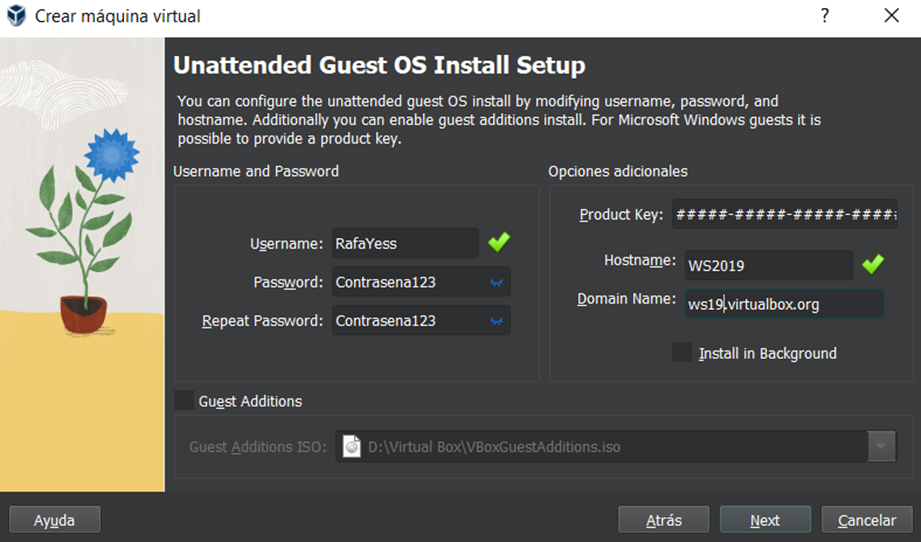 Crear máquina virtual
?
Unattended Guest OS Install Setup
You can configure the unattended guest OS install by modifying username, password, and
hostname. Additionally you can enable guest additions install. For Microsoft Windows guests it is
possible to provide a product key.
Username and Password
Username: RafaYess
Password: Contrasena123
Repeat Password: Contrasena123
Opciones adicionales
Product Key: #####-#####-#####-####
Hostname: WS2019
Domain Name: ws19.virtualbox.org
Install in Background
Guest Additions
Guest Additions ISO: D:\Virtual Box\VBoxGuestAdditions.iso
Ayuda
Atrás
Next
Cancelar